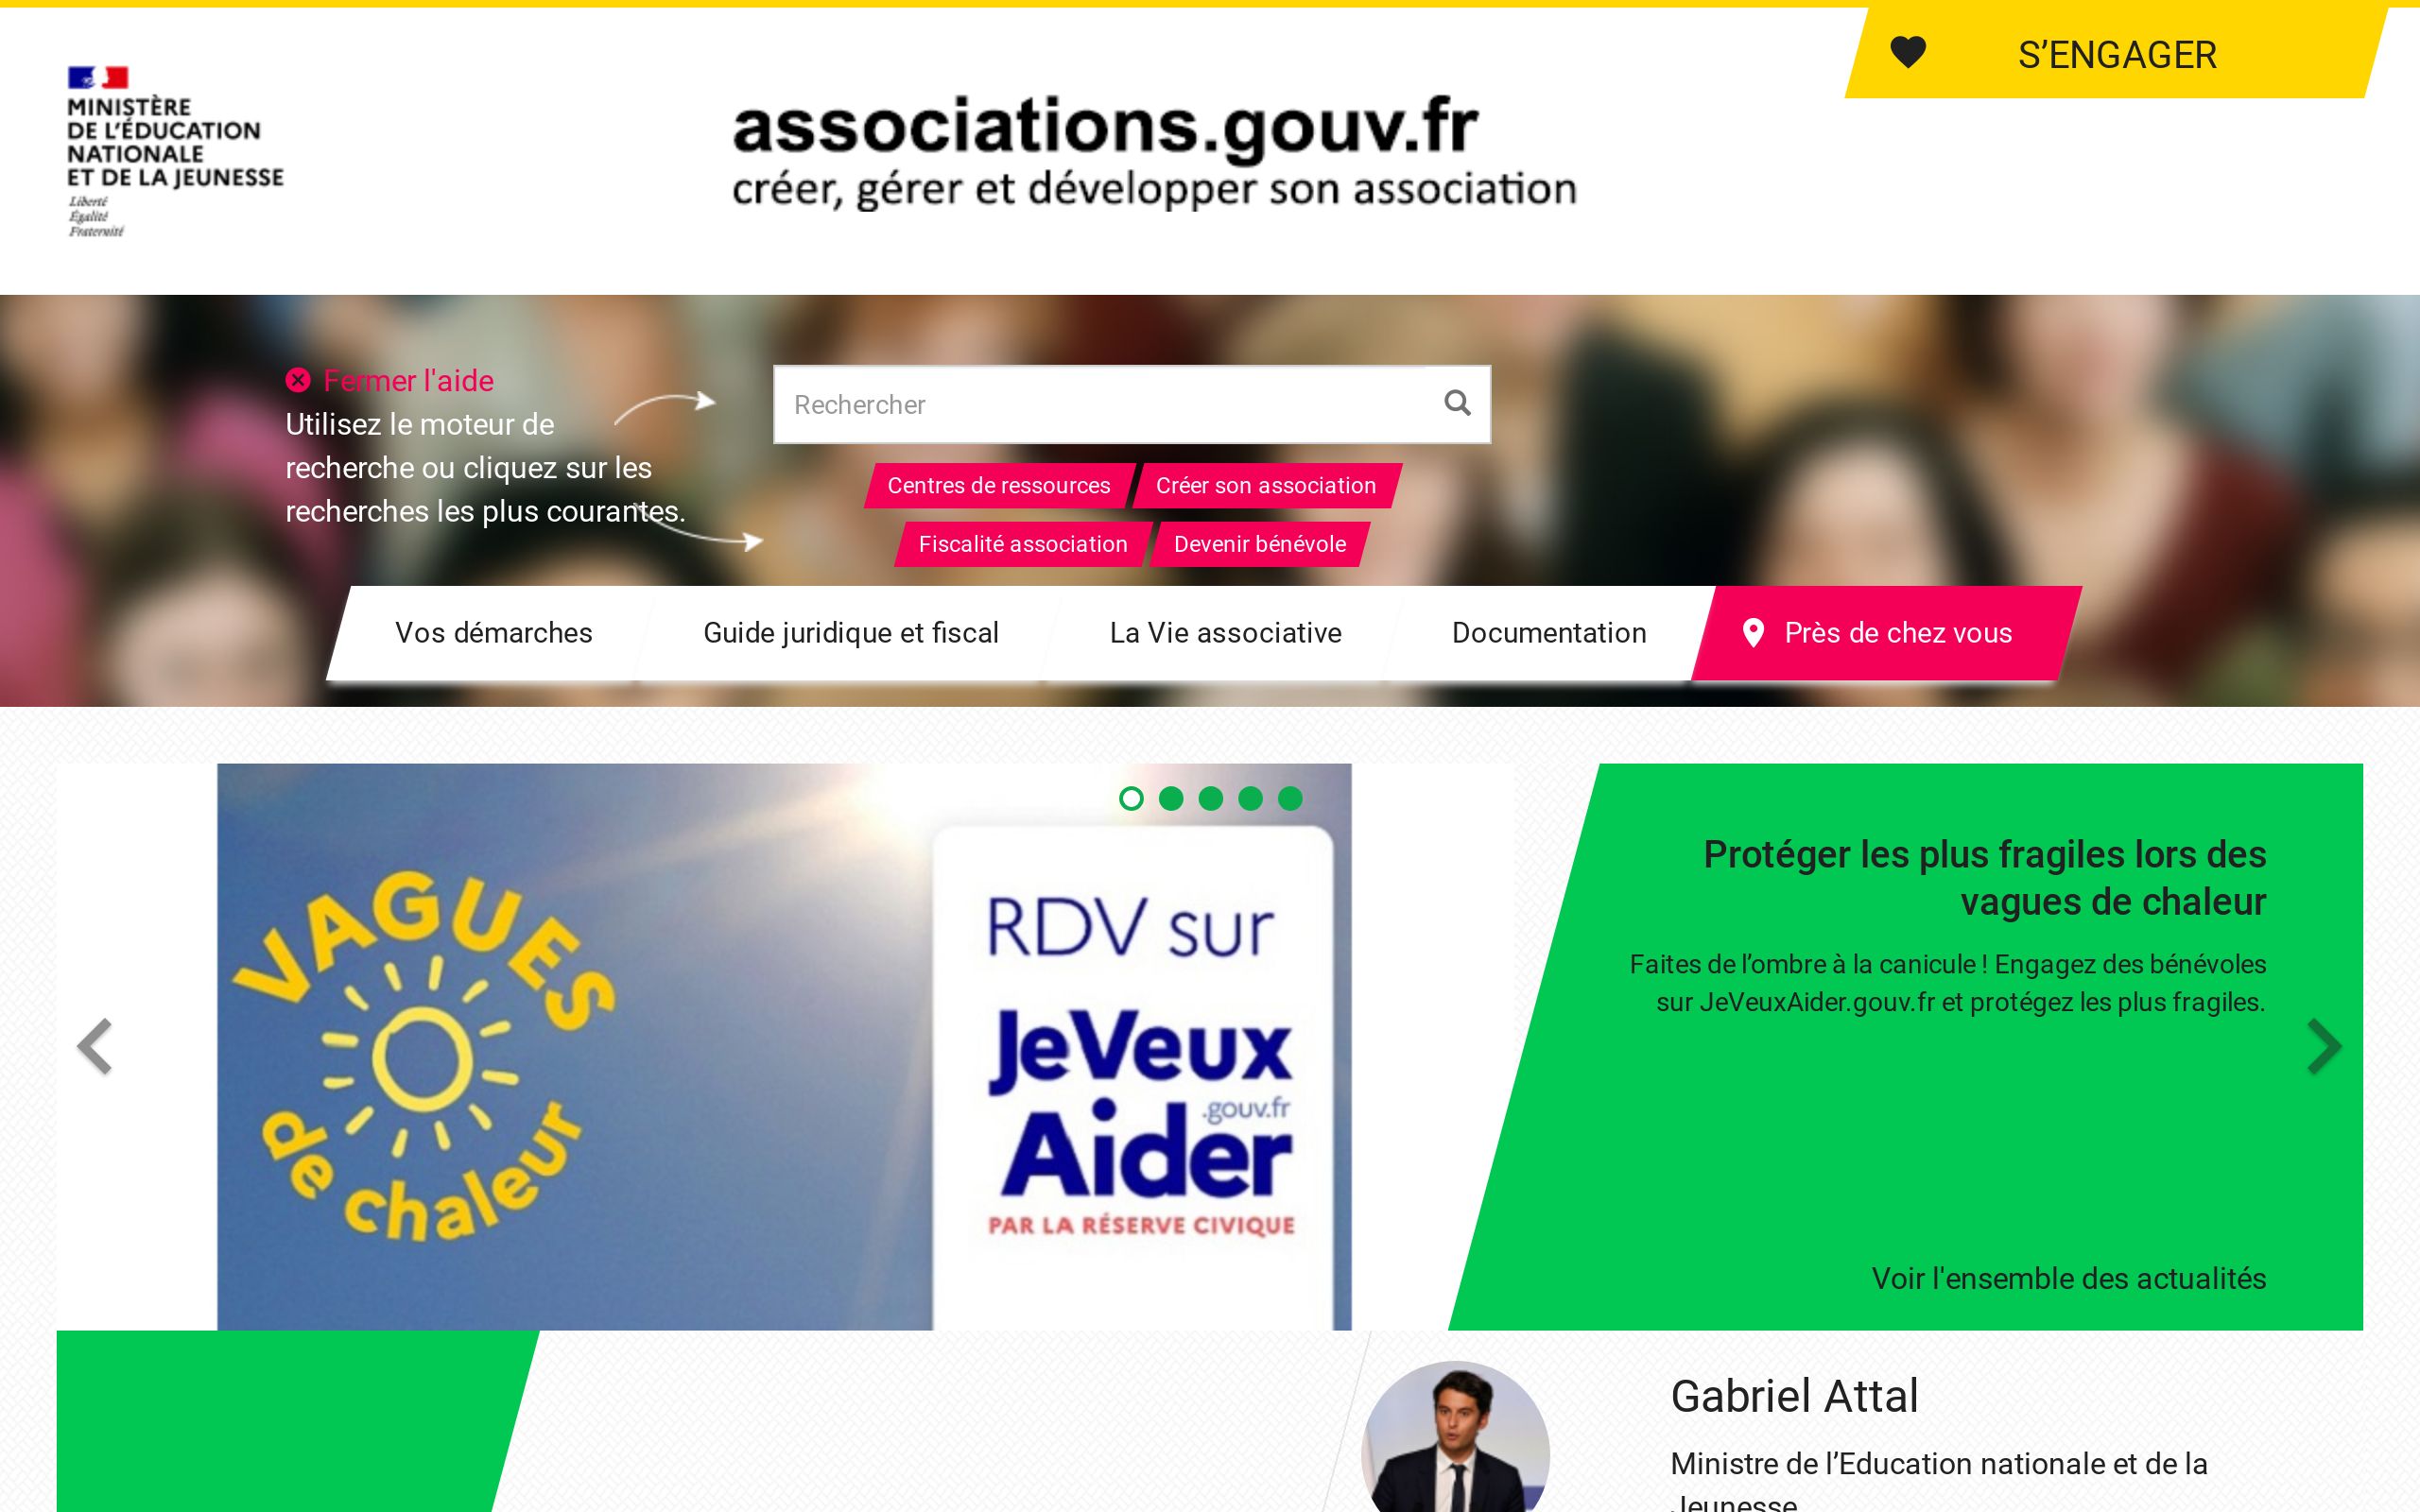 S’ENGAGER
MINISTÈRE
DE L’ÉDUCATION
NATIONALE
ET DE LA JEUNESSE
Liberté
Égalité
Fraternité
associations.gouv.fr
créer, gérer et développer son association
Fermer l'aide
Utilisez le moteur de
recherche ou cliquez sur les
recherches les plus courantes.
Rechercher
Centres de ressources
Créer son association
Fiscalité association
Devenir bénévole
Vos démarches
Guide juridique et fiscal
La Vie associative
Documentation
Près de chez vous
VAGUES
de chaleur
RDV sur
JeVeux
.gouv.fr
Aider
PAR LA RÉSERVE CIVIQUE
Protéger les plus fragiles lors des
vagues de chaleur
Faites de l’ombre à la canicule ! Engagez des bénévoles
sur JeVeuxAider.gouv.fr et protégez les plus fragiles.
Voir l'ensemble des actualités
Gabriel Attal
Ministre de l’Education nationale et de la
Jeunesse